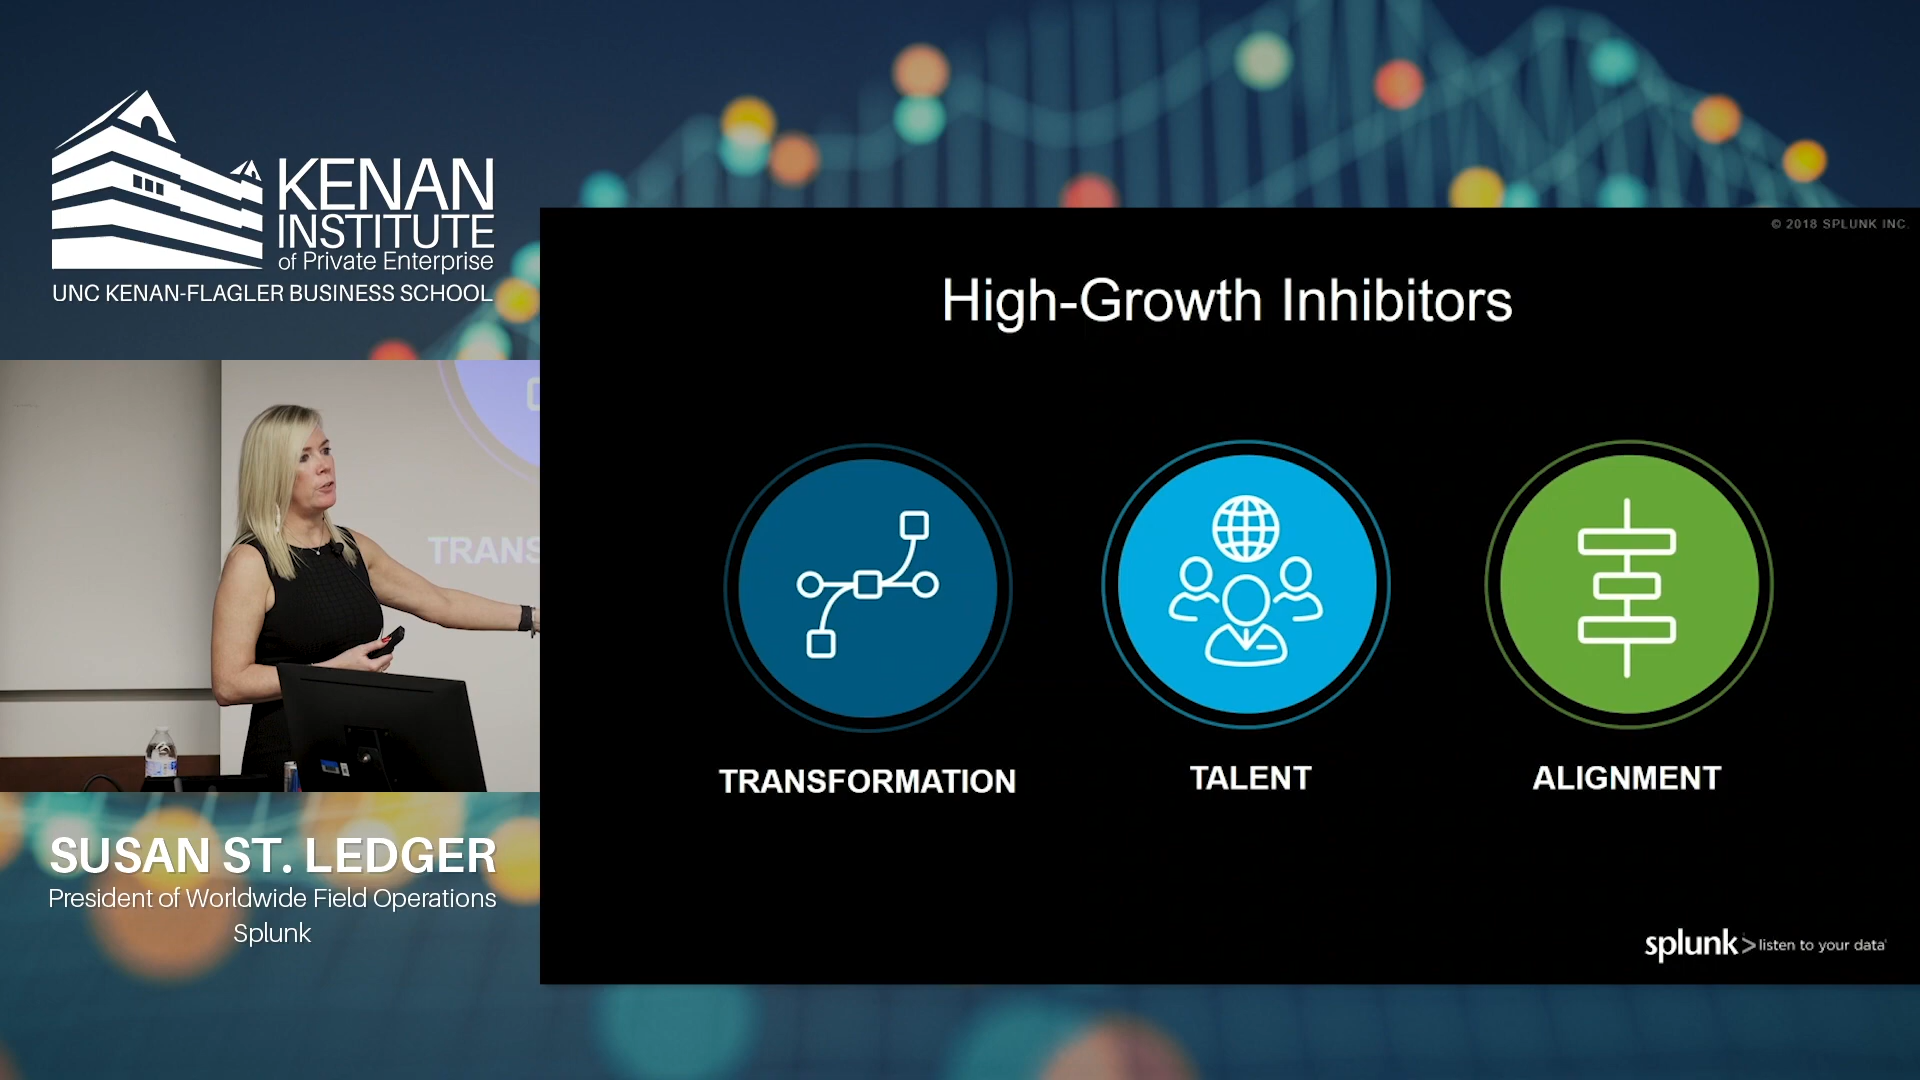 KENAN
INSTITUTE
of Private Enterprise
UNC KENAN-FLAGLER BUSINESS SCHOOL
© 2018 SPLUNK INC.
High-Growth Inhibitors
TRANS
TRANSFORMATION
TALENT
ALIGNMENT
SUSAN ST. LEDGER
President of Worldwide Field Operations
Splunk
splunk> listen to your data